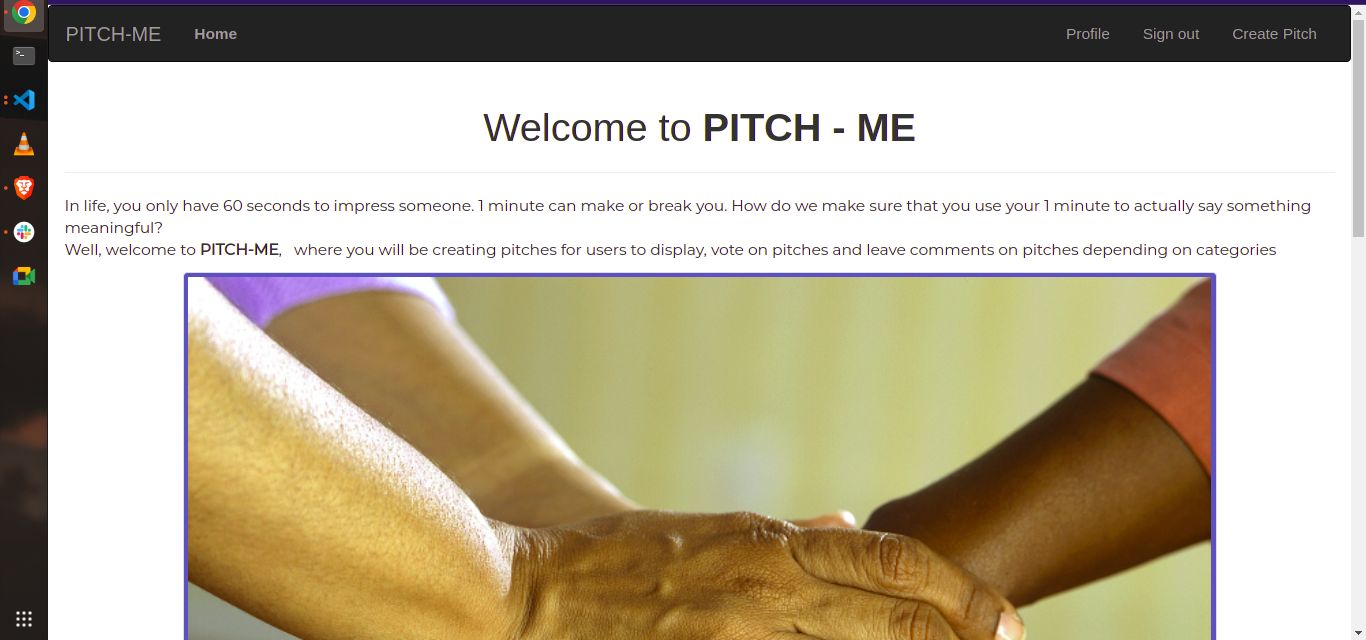 PITCH-ME Home Profile Sign out Create Pitch
Welcome to PITCH - ME
In life, you only have 60 seconds to impress someone. 1 minute can make or break you. How do we make sure that you use your 1 minute to actually say something
meaningful?
Well, welcome to PITCH-ME, where you will be creating pitches for users to display, vote on pitches and leave comments on pitches depending on categories